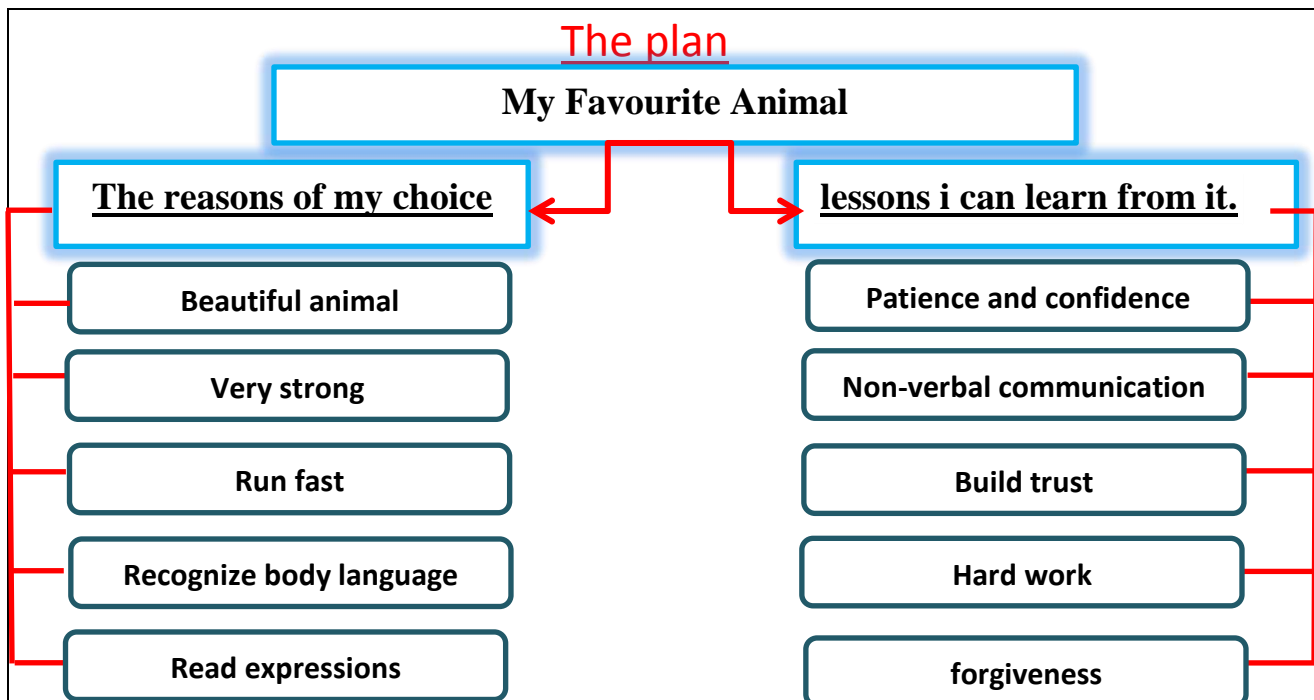 The plan
My Favourite Animal
The reasons of my choice
Beautiful animal
Very strong
Run fast
Recognize body language
Read expressions
lessons i can learn from it.
Patience and confidence
Non-verbal communication
Build trust
Hard work
forgiveness